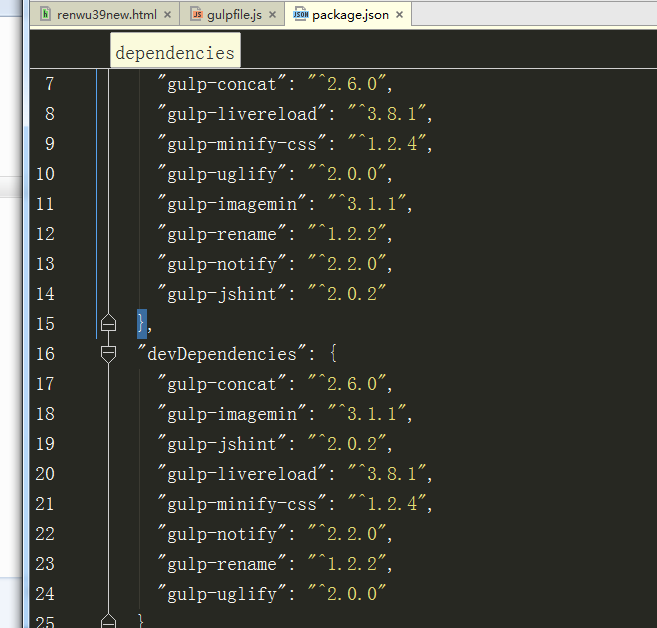 renwu39new.html × gulpfile.js × package.json ×
dependencies
7 "gulp-concat": "^2.6.0",
8 "gulp-livereload": "^3.8.1",
9 "gulp-minify-css": "^1.2.4",
10 "gulp-uglify": "^2.0.0",
11 "gulp-imagemin": "^3.1.1",
12 "gulp-rename": "^1.2.2",
13 "gulp-notify": "^2.2.0",
14 "gulp-jshint": "^2.0.2"
15 },
16 "devDependencies": {
17 "gulp-concat": "^2.6.0",
18 "gulp-imagemin": "^3.1.1",
19 "gulp-jshint": "^2.0.2",
20 "gulp-livereload": "^3.8.1",
21 "gulp-minify-css": "^1.2.4",
22 "gulp-notify": "^2.2.0",
23 "gulp-rename": "^1.2.2",
24 "gulp-uglify": "^2.0.0"
25 }